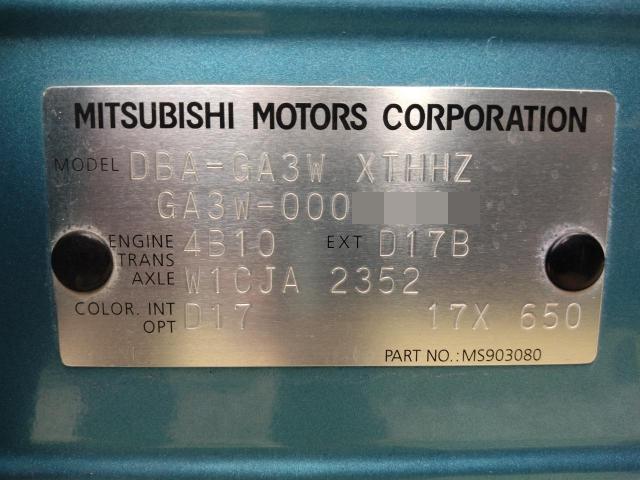 MITSUBISHI MOTORS CORPORATION
MODEL DBA-GA3W XTHHZ
GA3W-000
ENGINE 4B10 EXT D17B
TRANS AXLE W1CJA 2352
COLOR. INT OPT D17 17X 650
PART NO.:MS903080